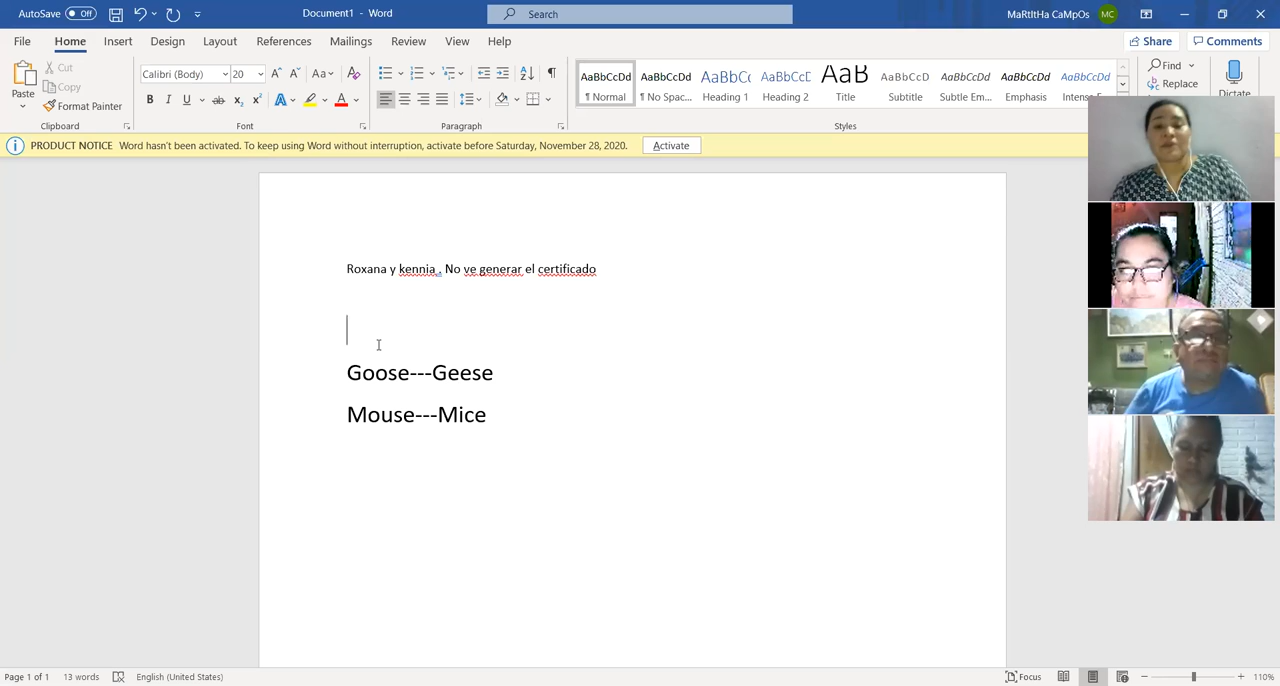 AutoSave Off Document1 - Word Search MaRtItHa CaMpOs MC
File Home Insert Design Layout References Mailings Review View Help Share Comments
Paste Cut Copy Format Painter Clipboard
Calibri (Body) 20 Font
Paragraph
AaBbCcDd Normal AaBbCcDd No Spac... AaBbCc Heading 1 AaBbCcE Heading 2 AaB Title AaBbCcD Subtitle AaBbCcDd Subtle Em... AaBbCcDd Emphasis AaBbCcDd Styles
Find Replace Dictate
PRODUCT NOTICE Word hasn't been activated. To keep using Word without interruption, activate before Saturday, November 28, 2020. Activate
Roxana y kennia , No ve generar el certificado
Goose---Geese
Mouse---Mice
Page 1 of 1 13 words English (United States) Focus 110%